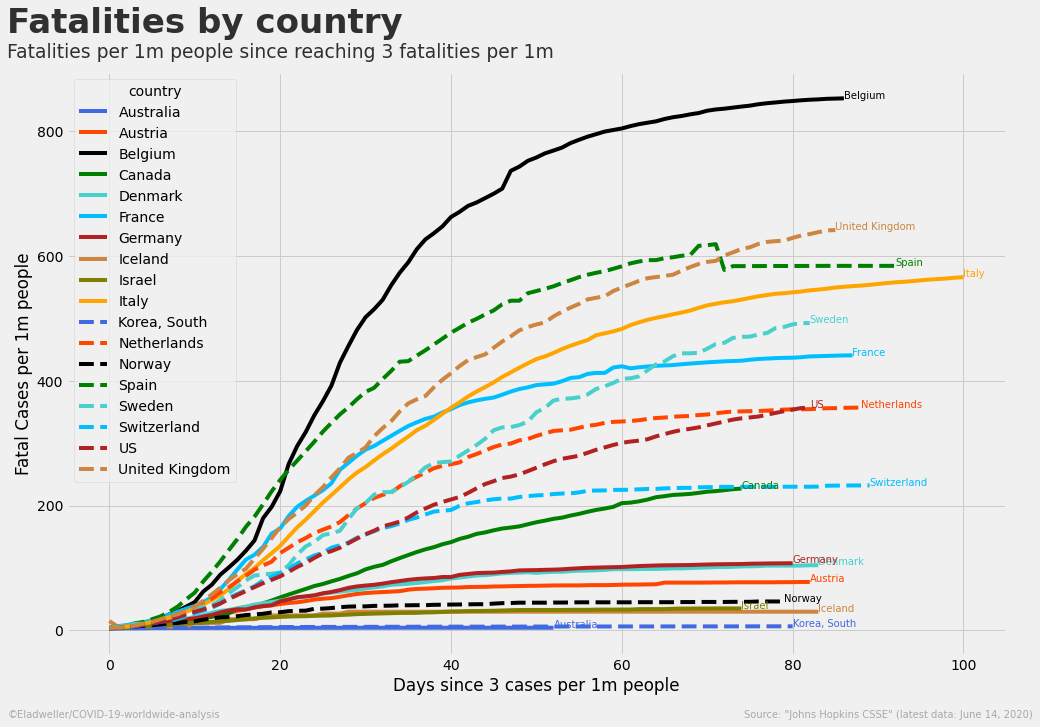 Fatalities by country
Fatalities per 1m people since reaching 3 fatalities per 1m
country
Australia
Austria
Belgium
Canada
Denmark
France
Germany
Iceland
Israel
Italy
Korea, South
Netherlands
Norway
Spain
Sweden
Switzerland
US
United Kingdom
Fatal Cases per 1m people
800
600
400
200
0
Belgium
United Kingdom
Spain
Italy
Sweden
France
US
Netherlands
Switzerland
Canada
Germany
Denmark
Austria
Norway
Israel
Iceland
Australia
Korea, South
0 20 40 60 80 100
Days since 3 cases per 1m people
©Eladweller/COVID-19-worldwide-analysis
Source: "Johns Hopkins CSSE" (latest data: June 14, 2020)